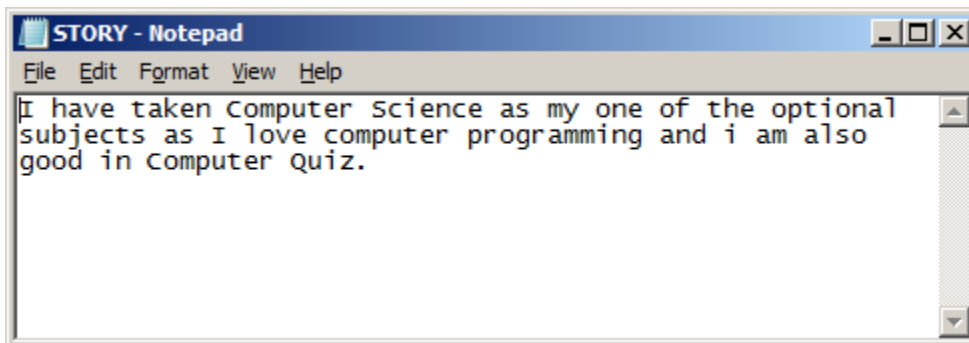 STORY - Notepad
File Edit Format View Help
I have taken Computer Science as my one of the optional
subjects as I love computer programming and i am also
good in Computer Quiz.